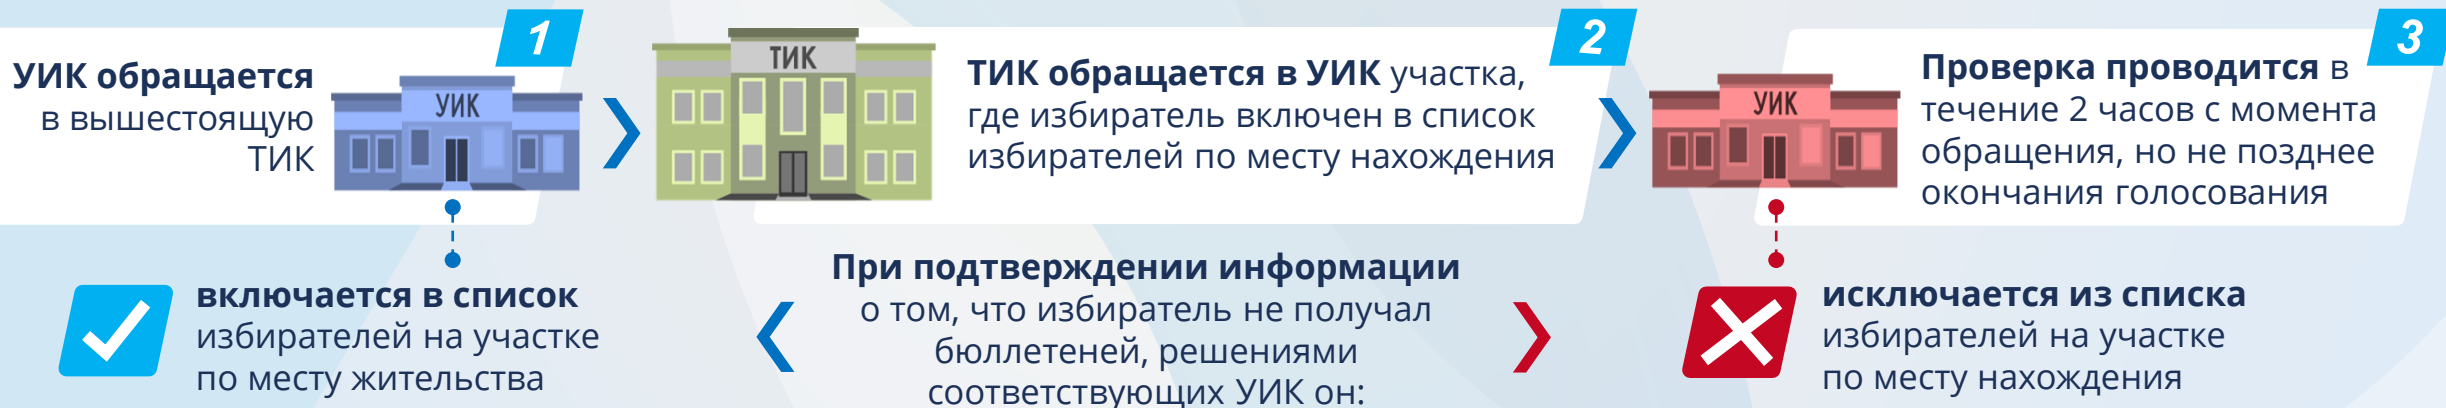 1
УИК обращается
в вышестоящую
ТИК
УИК
ТИК
2
ТИК обращается в УИК участка,
где избиратель включен в список
избирателей по месту нахождения
УИК
3
Проверка проводится в
течение 2 часов с момента
обращения, но не позднее
окончания голосования
включается в список
избирателей на участке
по месту жительства
При подтверждении информации
о том, что избиратель не получал
бюллетеней, решениями
соответствующих УИК он:
исключается из списка
избирателей на участке
по месту нахождения